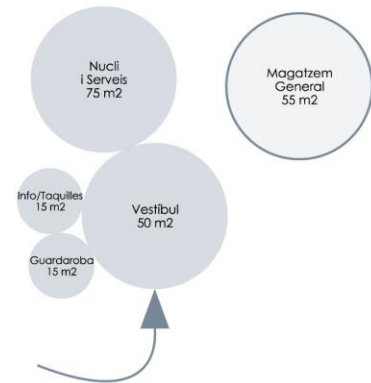 Nucli
i Serveis
75 m2
Magatzem
General
55 m2
Info/Taquilles
15 m2
Vestíbul
50 m2
Guardaroba
15 m2